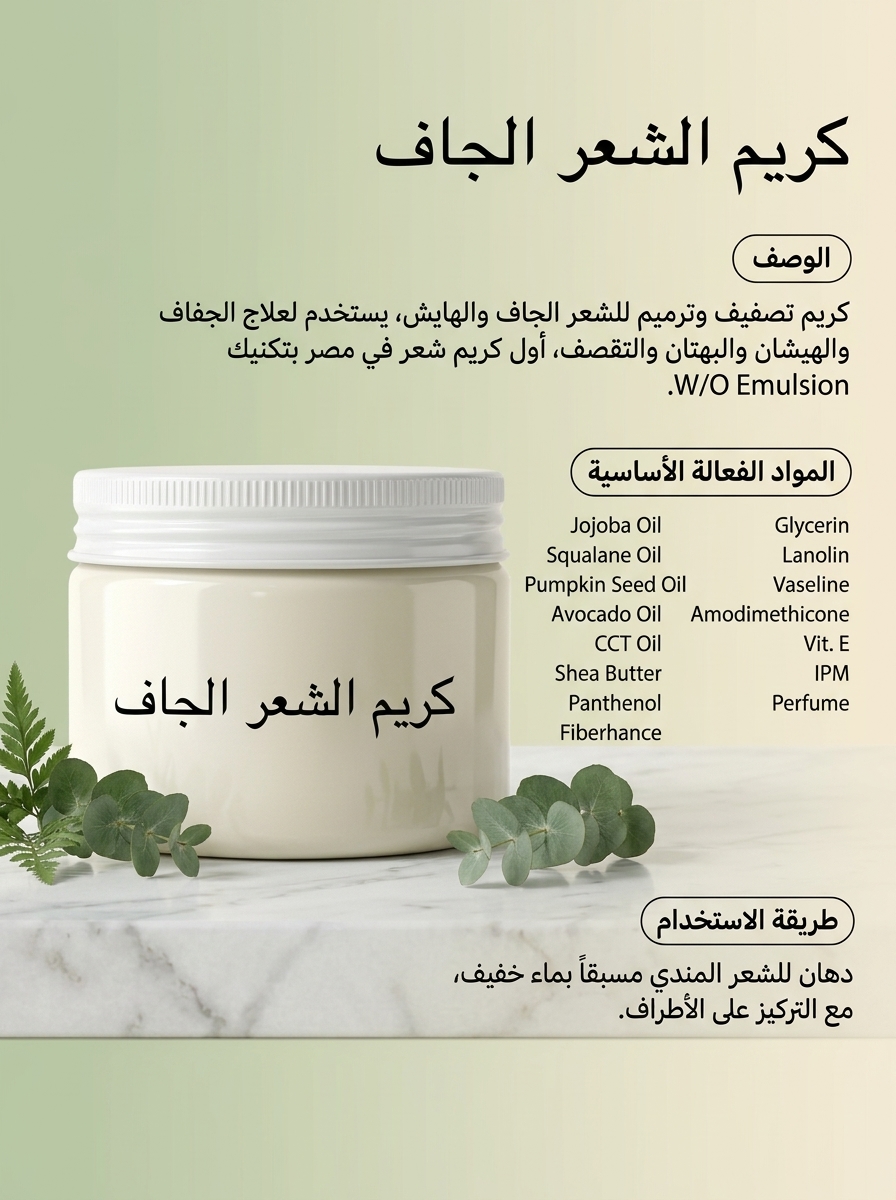 كريم الشعر الجاف
الوصف
كريم تصفيف وترميم للشعر الجاف والهايش، يستخدم لعلاج الجفاف
والهيشان والبهتان والتقصف، أول كريم شعر في مصر بتكنيك
W/O Emulsion.
المواد الفعالة الأساسية
Glycerin
Lanolin
Vaseline
Amodimethicone
Vit. E
IPM
Perfume
Jojoba Oil
Squalane Oil
Pumpkin Seed Oil
Avocado Oil
CCT Oil
Shea Butter
Panthenol
Fiberhance
كريم الشعر الجاف
طريقة الاستخدام
دهان للشعر المندي مسبقاً بماء خفيف،
مع التركيز على الأطراف.